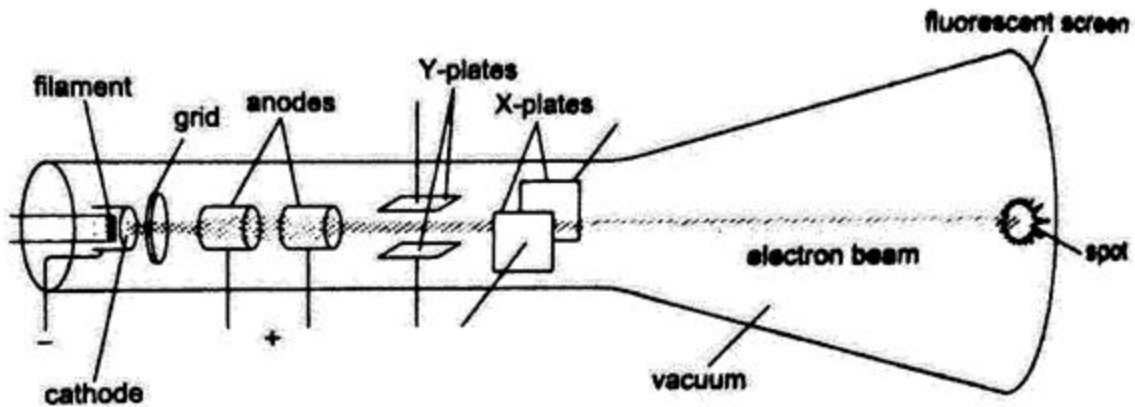 fluorescent screen
Y-plates
filament
anodes
X-plates
grid
electron beam
spot
−
+
vacuum
cathode